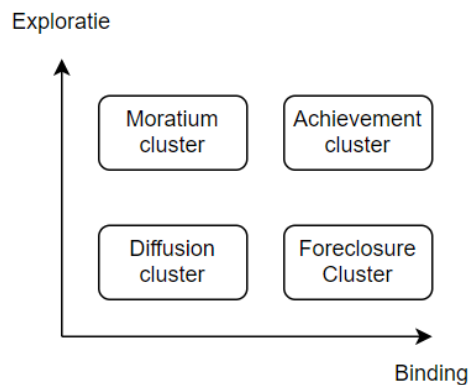 Exploratie
Moratium
cluster
Achievement
cluster
Diffusion
cluster
Foreclosure
Cluster
Binding